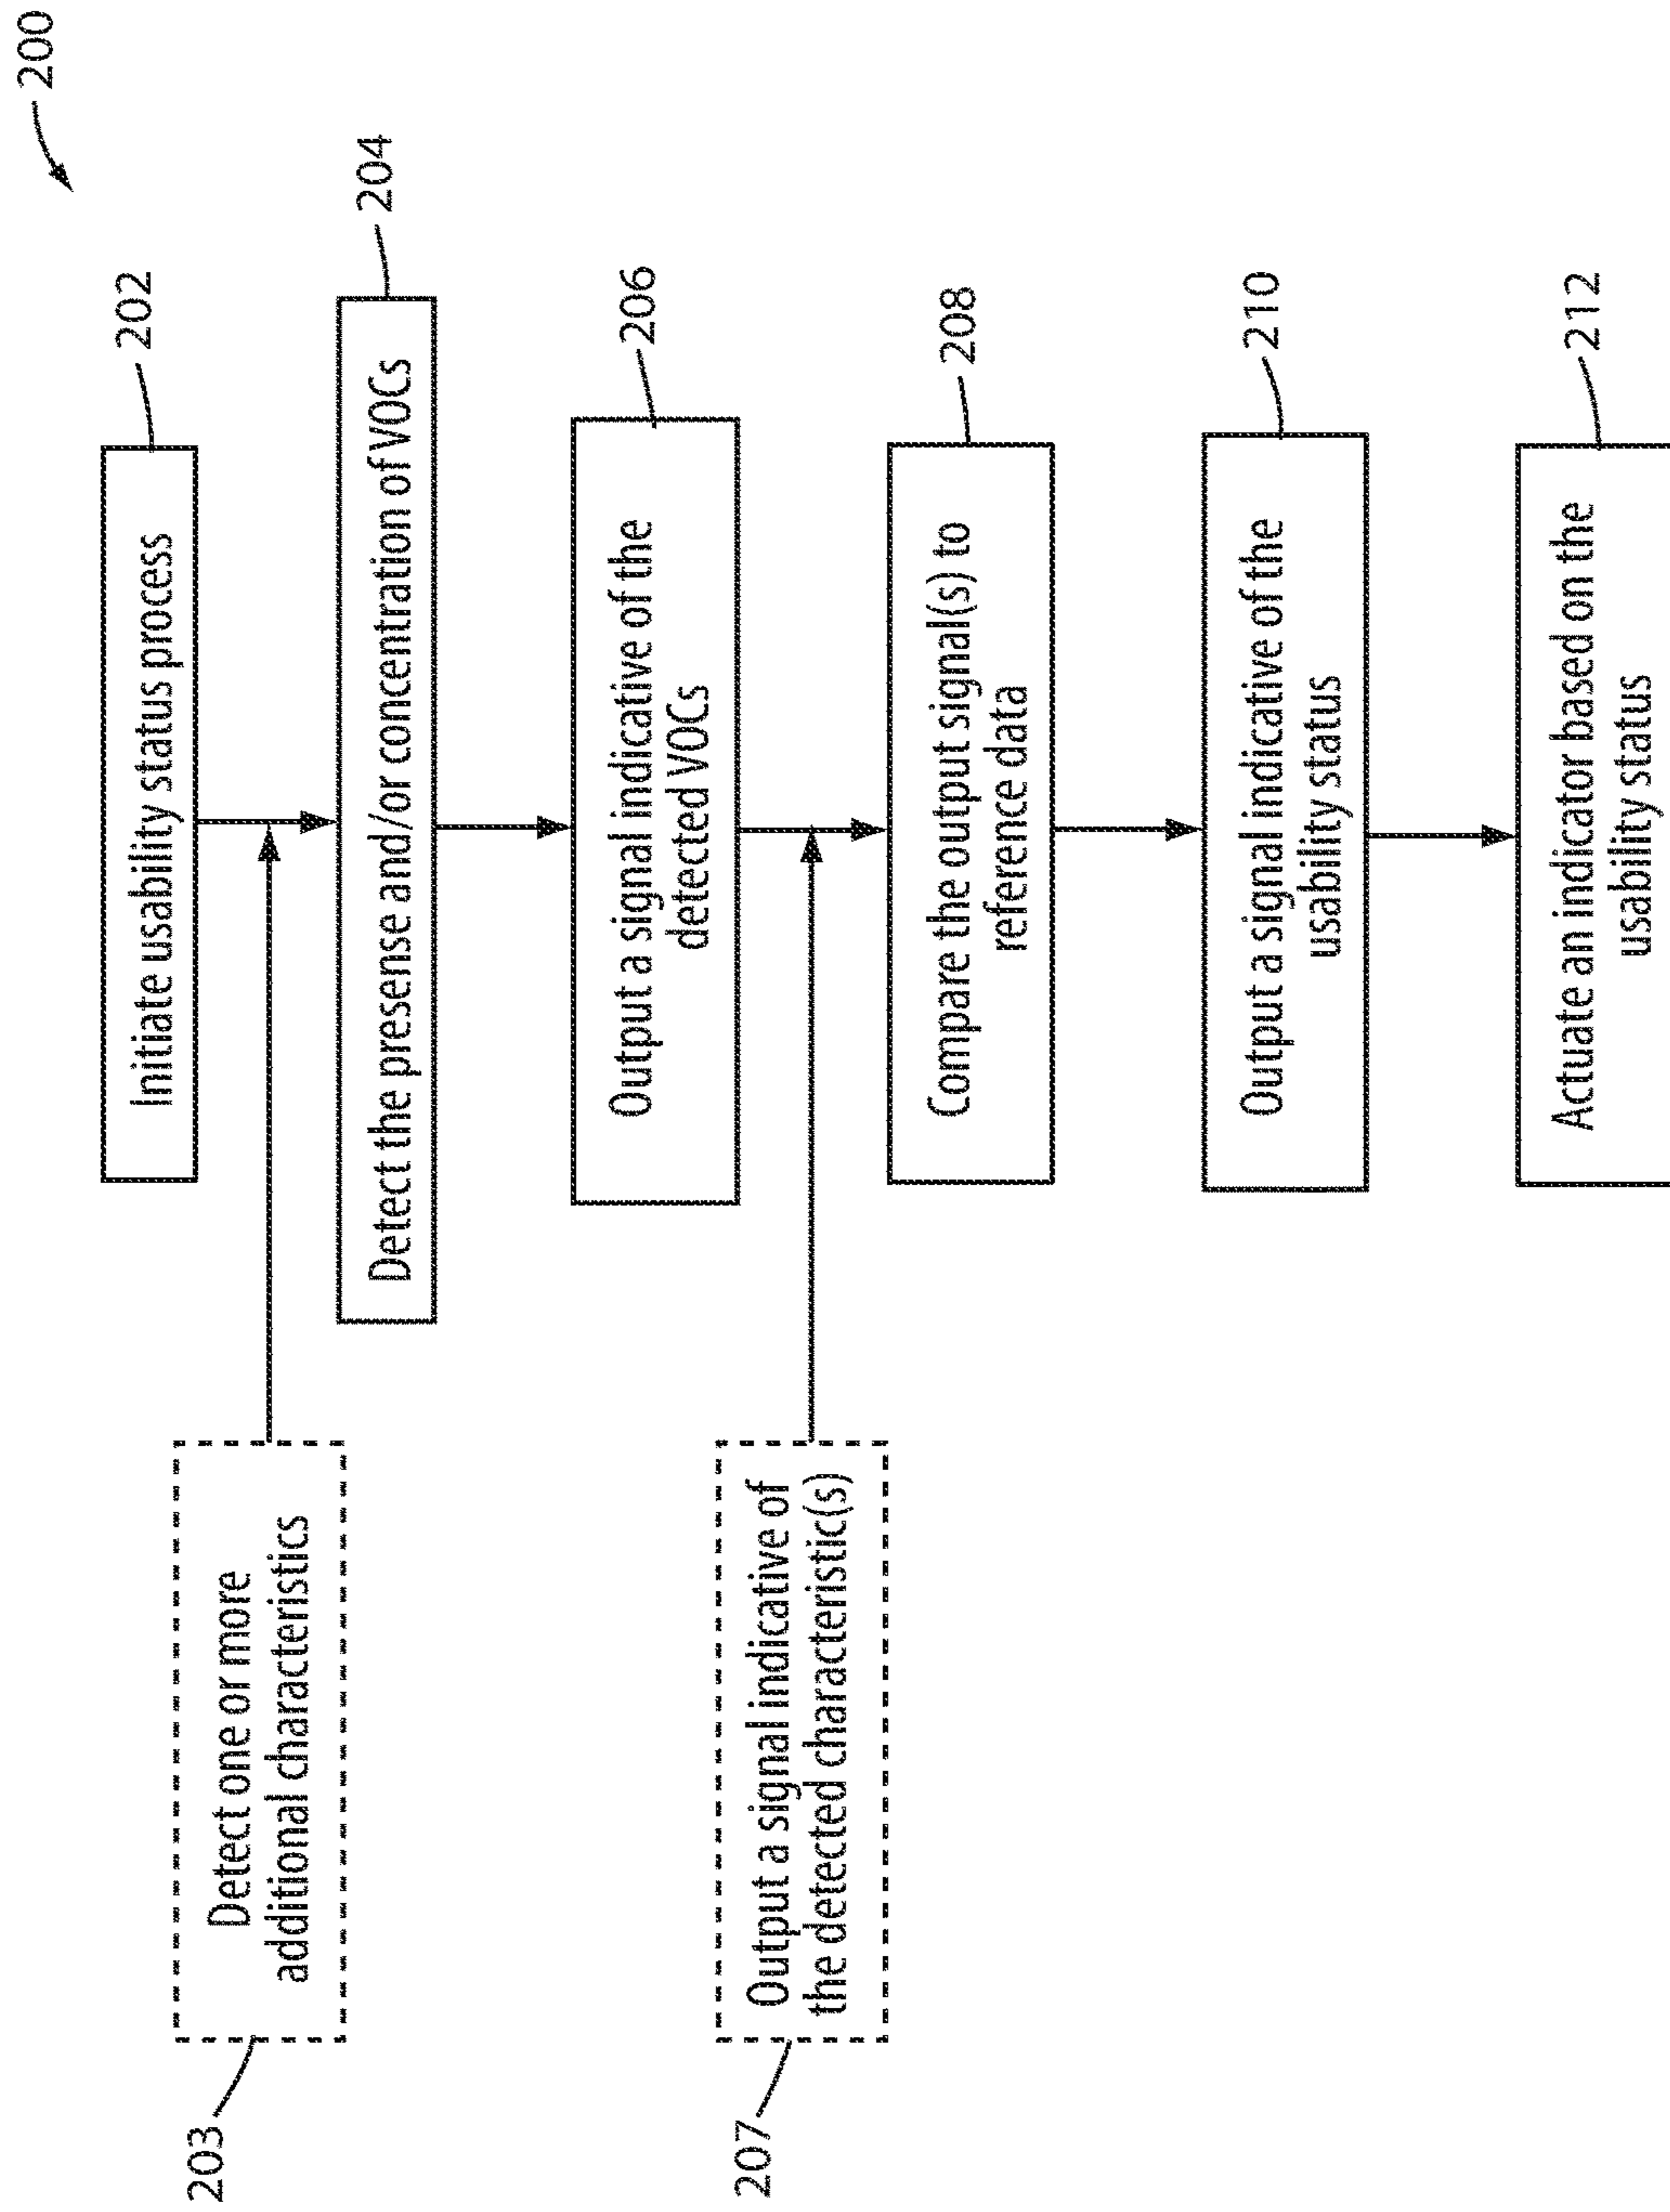 200
Initiate usability status process
202
Detect one or more
additional characteristics
203
Detect the presense and/or concentration of VOCs
204
Output a signal indicative of the
detected VOCs
206
Output a signal indicative of
the detected characteristic(s)
207
Compare the output signal(s) to
reference data
208
Output a signal indicative of the
usability status
210
Actuate an indicator based on the
usability status
212